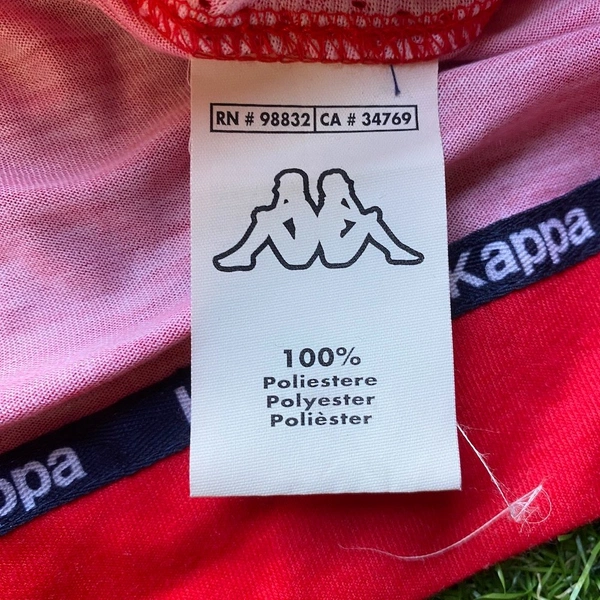 RN # 98832 CA # 34769
Kappa
100%
Poliestere
Polyester
Polièster
ppa